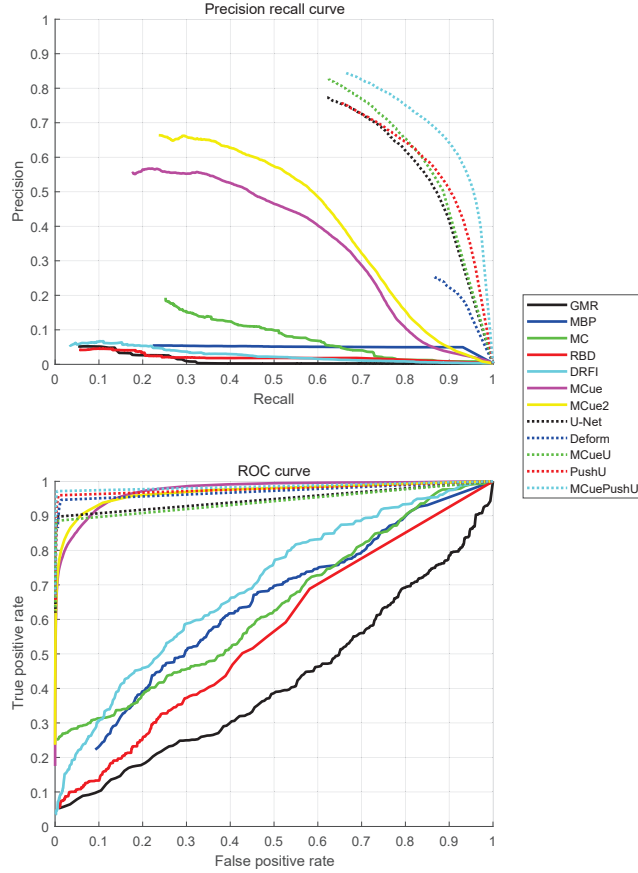 Precision recall curve
1
0.9
0.8
0.7
0.6
0.5
0.4
0.3
0.2
0.1
0
Precision
0 0.1 0.2 0.3 0.4 0.5 0.6 0.7 0.8 0.9 1
Recall
GMR
MBP
MC
RBD
DRFI
MCue
MCue2
U-Net
Deform
MCueU
PushU
MCuePushU
ROC curve
1
0.9
0.8
0.7
0.6
0.5
0.4
0.3
0.2
0.1
0
True positive rate
0 0.1 0.2 0.3 0.4 0.5 0.6 0.7 0.8 0.9 1
False positive rate